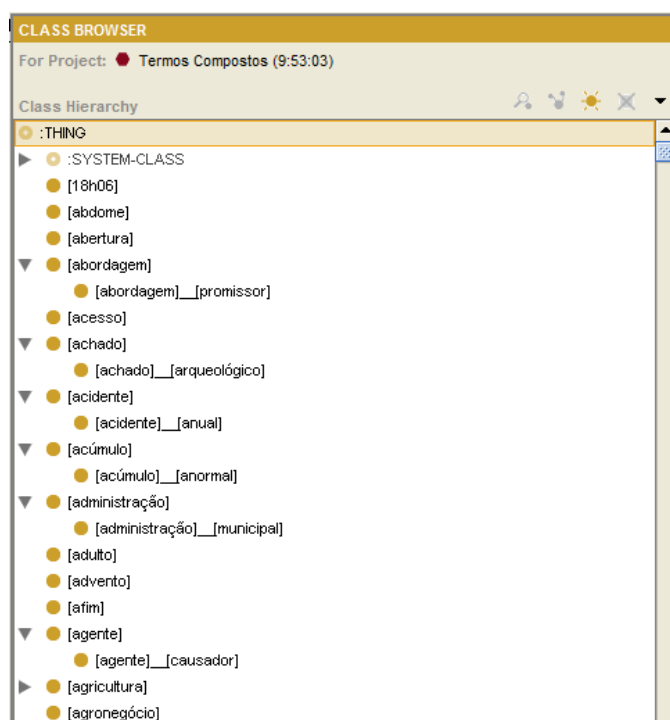 CLASS BROWSER
For Project: Termos Compostos (9:53:03)
Class Hierarchy
:THING
:SYSTEM-CLASS
[18h06]
[abdome]
[abertura]
[abordagem]
[abordagem]__[promissor]
[acesso]
[achado]
[achado]__[arqueológico]
[acidente]
[acidente]__[anual]
[acúmulo]
[acúmulo]__[anormal]
[administração]
[administração]__[municipal]
[adulto]
[advento]
[afim]
[agente]
[agente]__[causador]
[agricultura]
[agronegócio]